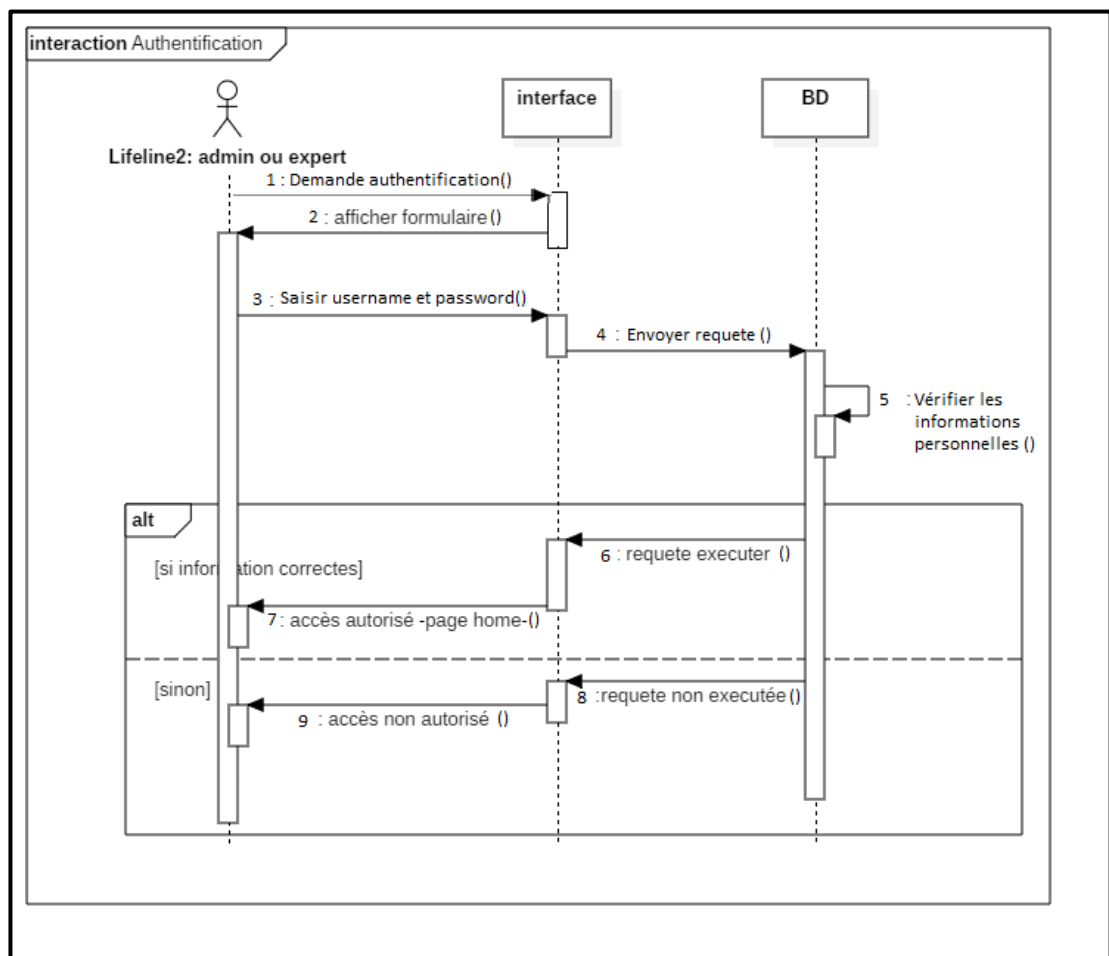 interaction Authentification
interface
BD
Lifeline2: admin ou expert
1 : Demande authentification()
2 : afficher formulaire()
3 : Saisir username et password()
4 : Envoyer requete ()
5 : Vérifier les
informations
personnelles ()
alt
6 : requete executer ()
[si information correctes]
7 : accès autorisé -page home-()
[sinon]
8 :requete non executée()
9 : accès non autorisé ()